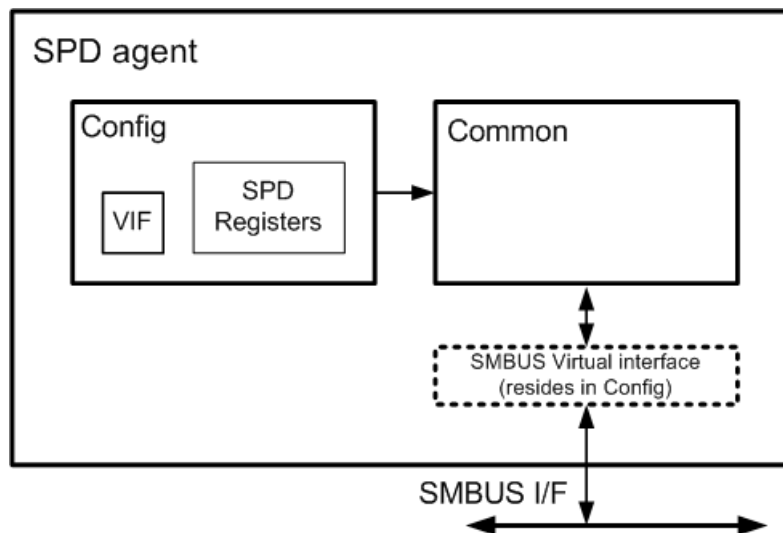 SPD agent
Config
VIF
SPD
Registers
Common
SMBUS Virtual interface
(resides in Config)
SMBUS I/F